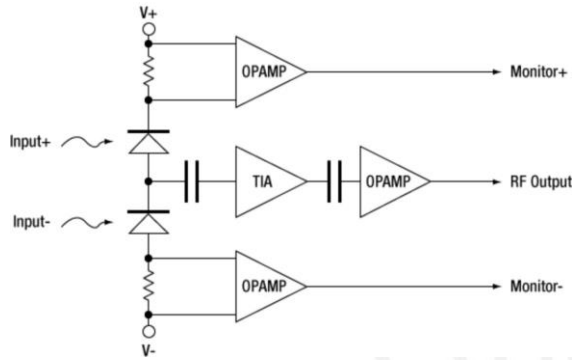 V+
OPAMP
Monitor+
Input+
TIA
OPAMP
RF Output
Input-
OPAMP
Monitor-
V-